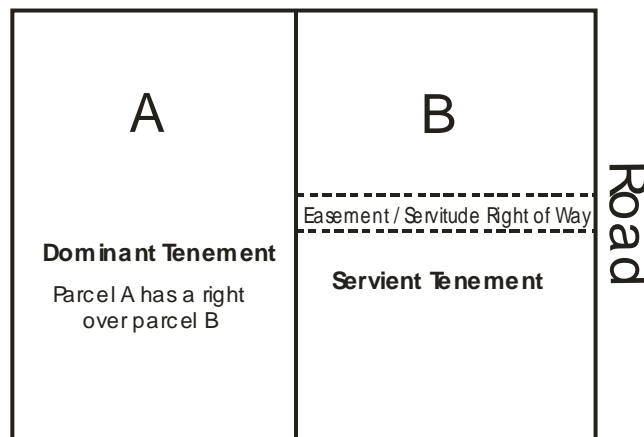 A
B
Easement / Servitude Right of Way
Road
Dominant Tenement
Parcel A has a right
over parcel B
Servient Tenement